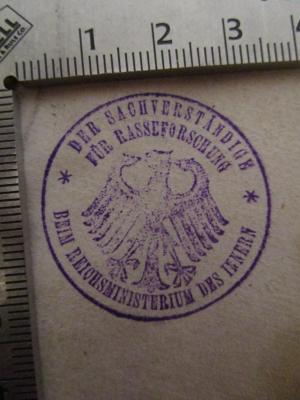 1 2 3
DER SACHVERSTÄNDIGE
FÜR RASSEFORSCHUNG
* *
BEIM REICHSMINISTERIUM DES INNERN